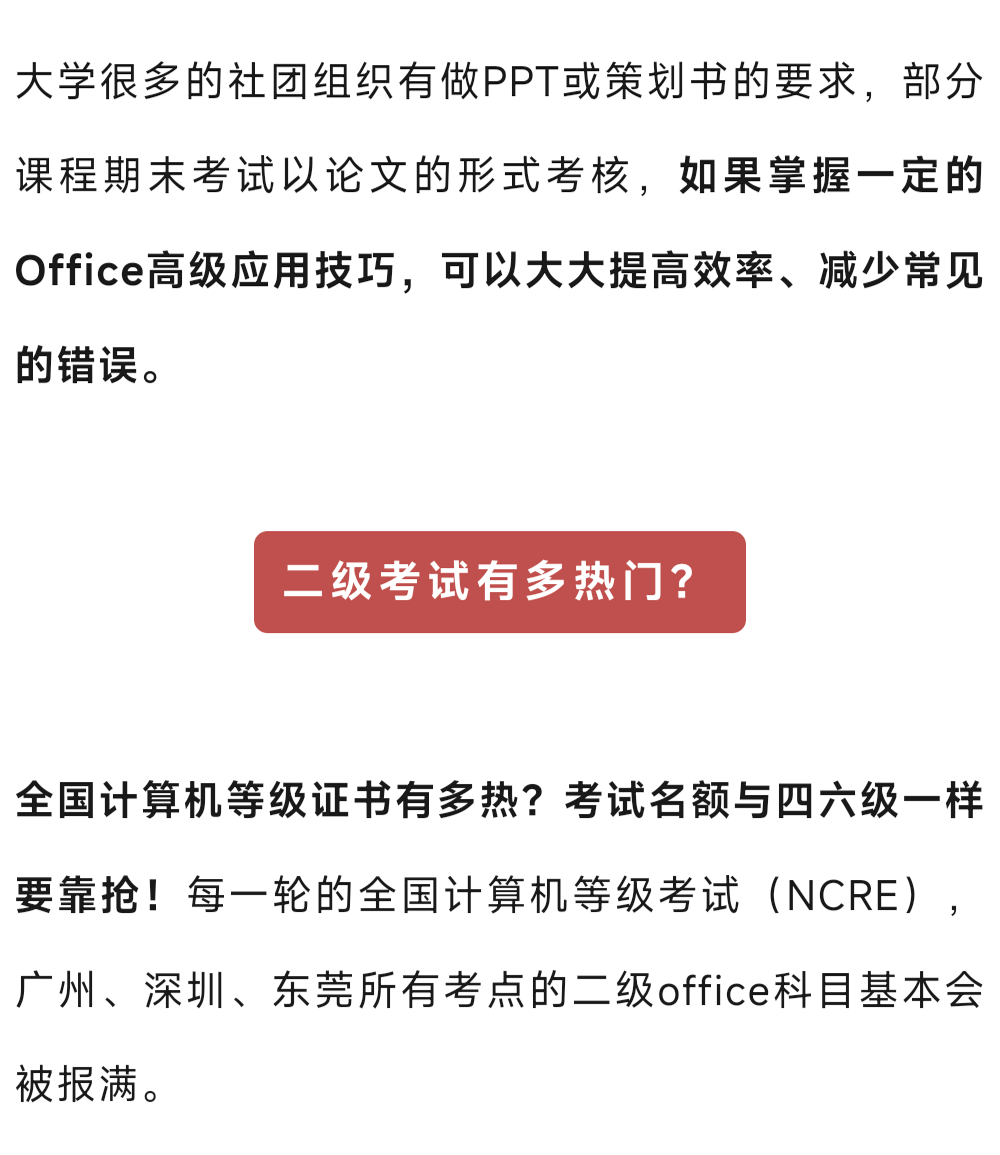 大学很多的社团组织有做PPT或策划书的要求，部分
课程期末考试以论文的形式考核，如果掌握一定的
Office高级应用技巧，可以大大提高效率、减少常见
的错误。
二级考试有多热门？
全国计算机等级证书有多热？考试名额与四六级一样
要靠抢！每一轮的全国计算机等级考试（NCRE），
广州、深圳、东莞所有考点的二级office科目基本会
被报满。